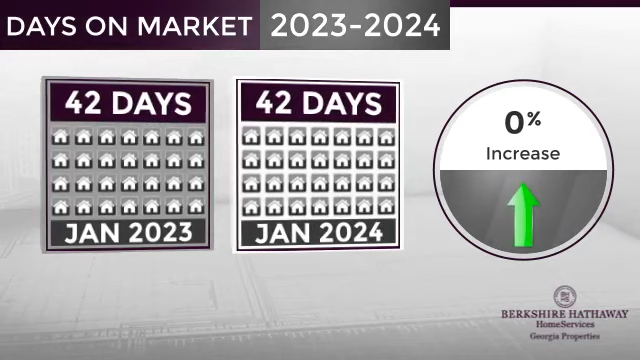 DAYS ON MARKET 2023-2024
42 DAYS
JAN 2023
42 DAYS
JAN 2024
0%
Increase
BERKSHIRE HATHAWAY
HomeServices
Georgia Properties